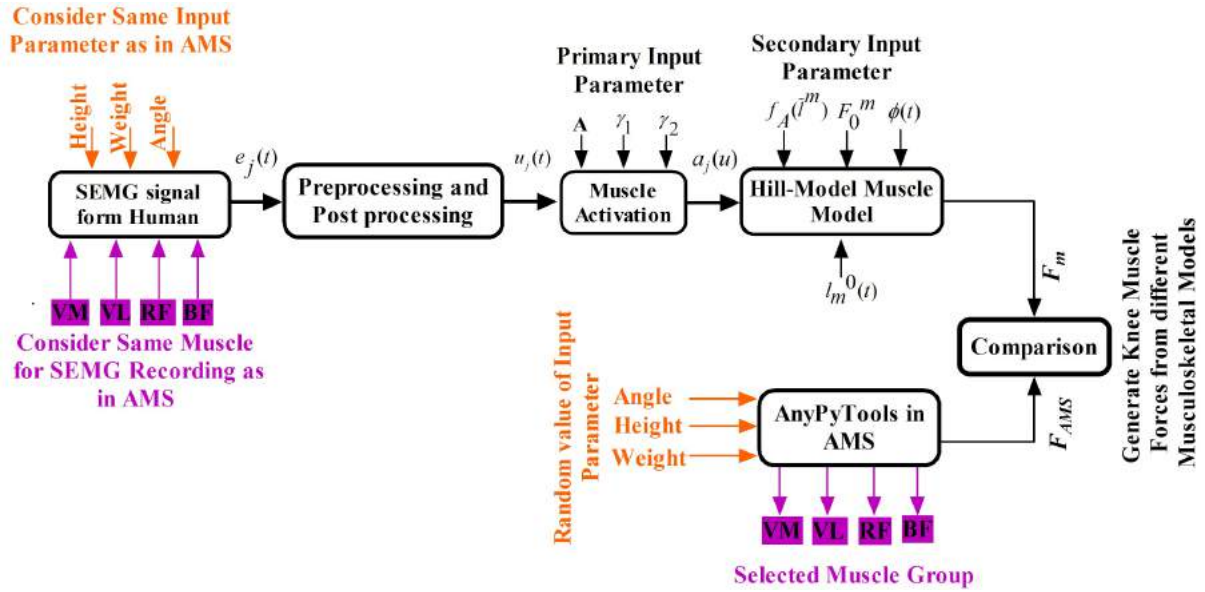 Consider Same Input
Parameter as in AMS
Height
Weight
Angle
SEMG signal
form Human
e_j(t)
Preprocessing and
Post processing
u_j(t)
Primary Input
Parameter
A
γ_1
γ_2
Muscle
Activation
a_j(u)
Secondary Input
Parameter
f_A(l̄^m)
F_0^m
ϕ(t)
Hill-Model Muscle
Model
l_m^0(t)
F_m
VM
VL
RF
BF
Consider Same Muscle
for SEMG Recording as
in AMS
Random value of Input
Parameter
Angle
Height
Weight
AnyPyTools in
AMS
F_AMS
Comparison
Generate Knee Muscle
Forces from different
Musculoskeletal Models
VM
VL
RF
BF
Selected Muscle Group